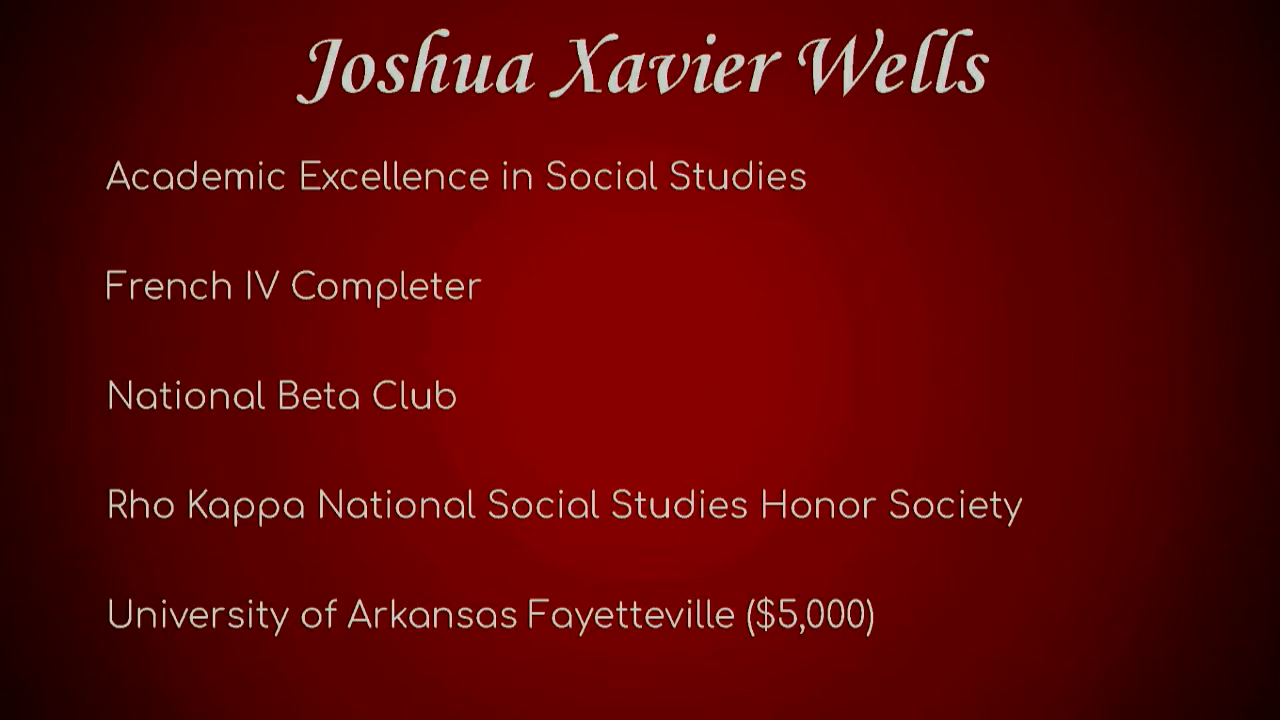 Joshua Xavier Wells
Academic Excellence in Social Studies
French IV Completer
National Beta Club
Rho Kappa National Social Studies Honor Society
University of Arkansas Fayetteville ($5,000)